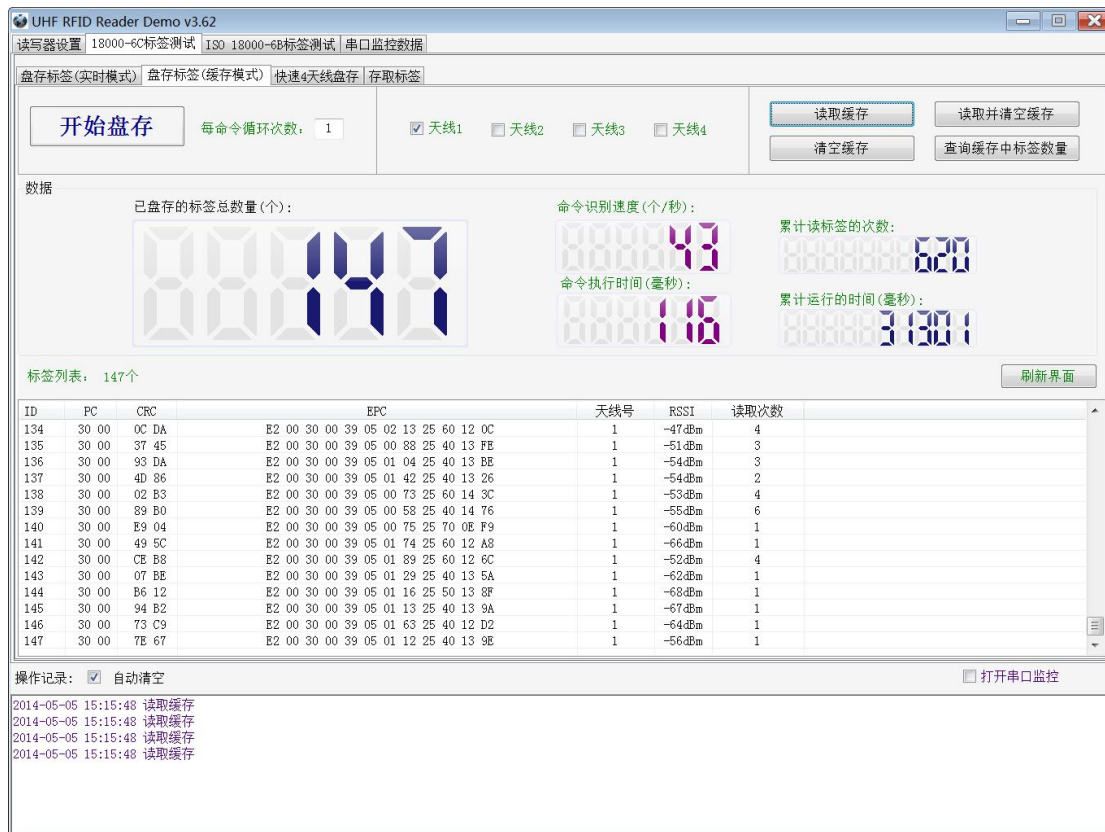 UHF RFID Reader Demo v3.62
读写器设置 18000-6C标签测试 ISO 18000-6B标签测试 串口监控数据
盘存标签(实时模式) 盘存标签(缓存模式) 快速4天线盘存 存取标签
开始盘存 每命令循环次数: 1 天线1 天线2 天线3 天线4 读取缓存 读取并清空缓存
清空缓存 查询缓存中标签数量
数据
已盘存的标签总数量(个): 命令识别速度(个/秒): 累计读标签的次数:
147 43 620
命令执行时间(毫秒): 累计运行的时间(毫秒):
116 31301
标签列表: 147个 刷新界面
ID PC CRC EPC 天线号 RSSI 读取次数
134 30 00 0C DA E2 00 30 00 39 05 02 13 25 60 12 0C 1 -47dBm 4
135 30 00 37 45 E2 00 30 00 39 05 00 88 25 40 13 FE 1 -51dBm 3
136 30 00 93 DA E2 00 30 00 39 05 01 04 25 40 13 BE 1 -54dBm 3
137 30 00 4D 86 E2 00 30 00 39 05 01 42 25 40 13 26 1 -54dBm 2
138 30 00 02 B3 E2 00 30 00 39 05 00 73 25 60 14 3C 1 -53dBm 4
139 30 00 89 B0 E2 00 30 00 39 05 00 58 25 40 14 76 1 -55dBm 6
140 30 00 E9 04 E2 00 30 00 39 05 00 75 25 70 0E F9 1 -60dBm 1
141 30 00 49 5C E2 00 30 00 39 05 01 74 25 60 12 A8 1 -66dBm 1
142 30 00 CE B8 E2 00 30 00 39 05 01 89 25 60 12 6C 1 -52dBm 4
143 30 00 07 BE E2 00 30 00 39 05 01 29 25 40 13 5A 1 -62dBm 1
144 30 00 B6 12 E2 00 30 00 39 05 01 16 25 50 13 8F 1 -68dBm 1
145 30 00 94 B2 E2 00 30 00 39 05 01 13 25 40 13 9A 1 -67dBm 1
146 30 00 73 C9 E2 00 30 00 39 05 01 63 25 40 12 D2 1 -64dBm 1
147 30 00 7E 67 E2 00 30 00 39 05 01 12 25 40 13 9E 1 -56dBm 1
操作记录: 自动清空 打开串口监控
2014-05-05 15:15:48 读取缓存
2014-05-05 15:15:48 读取缓存
2014-05-05 15:15:48 读取缓存
2014-05-05 15:15:48 读取缓存